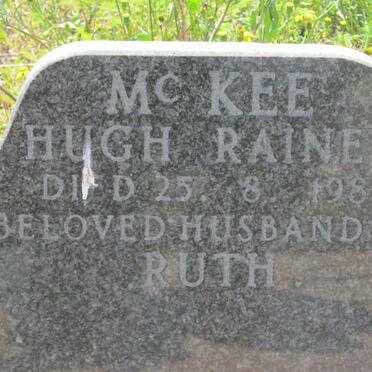 McKEE
HUGH RAINE
DIED 25. 8 198
BELOVED HUSBAND
RUTH